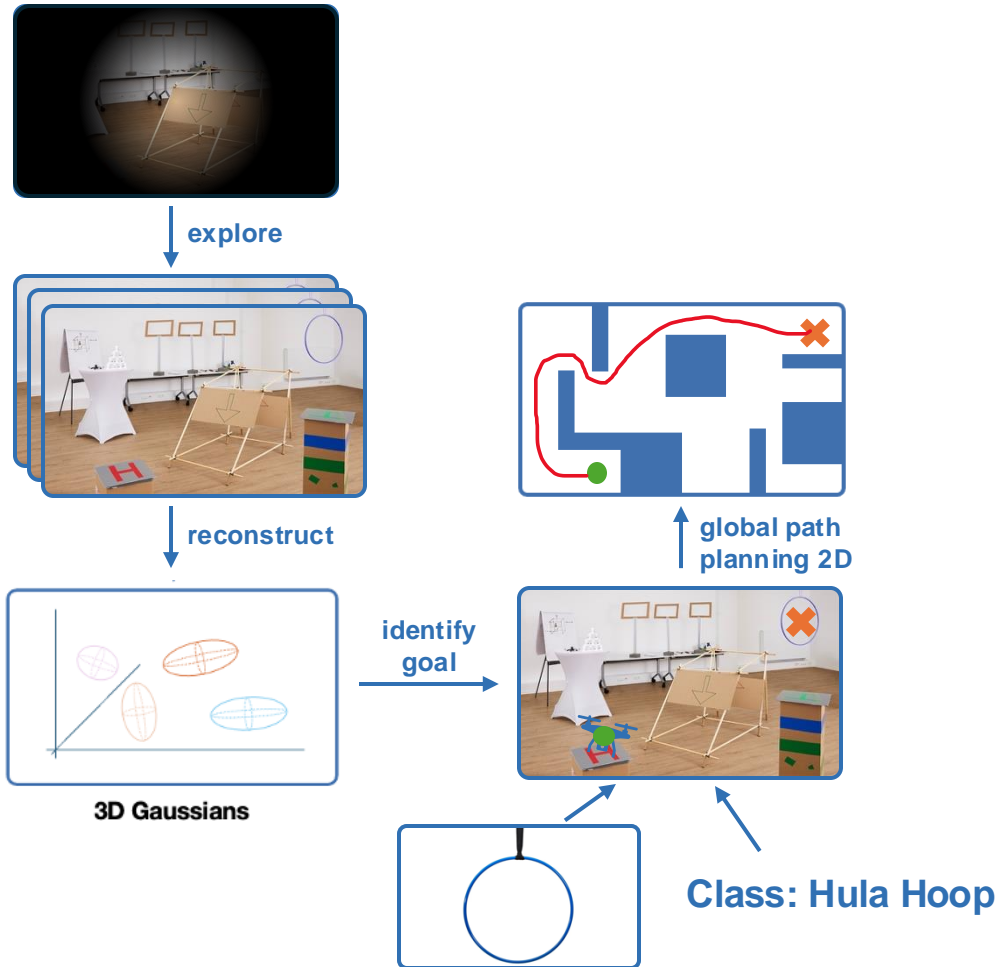 explore
reconstruct
3D Gaussians
identify
goal
H
global path
planning 2D
H
Class: Hula Hoop